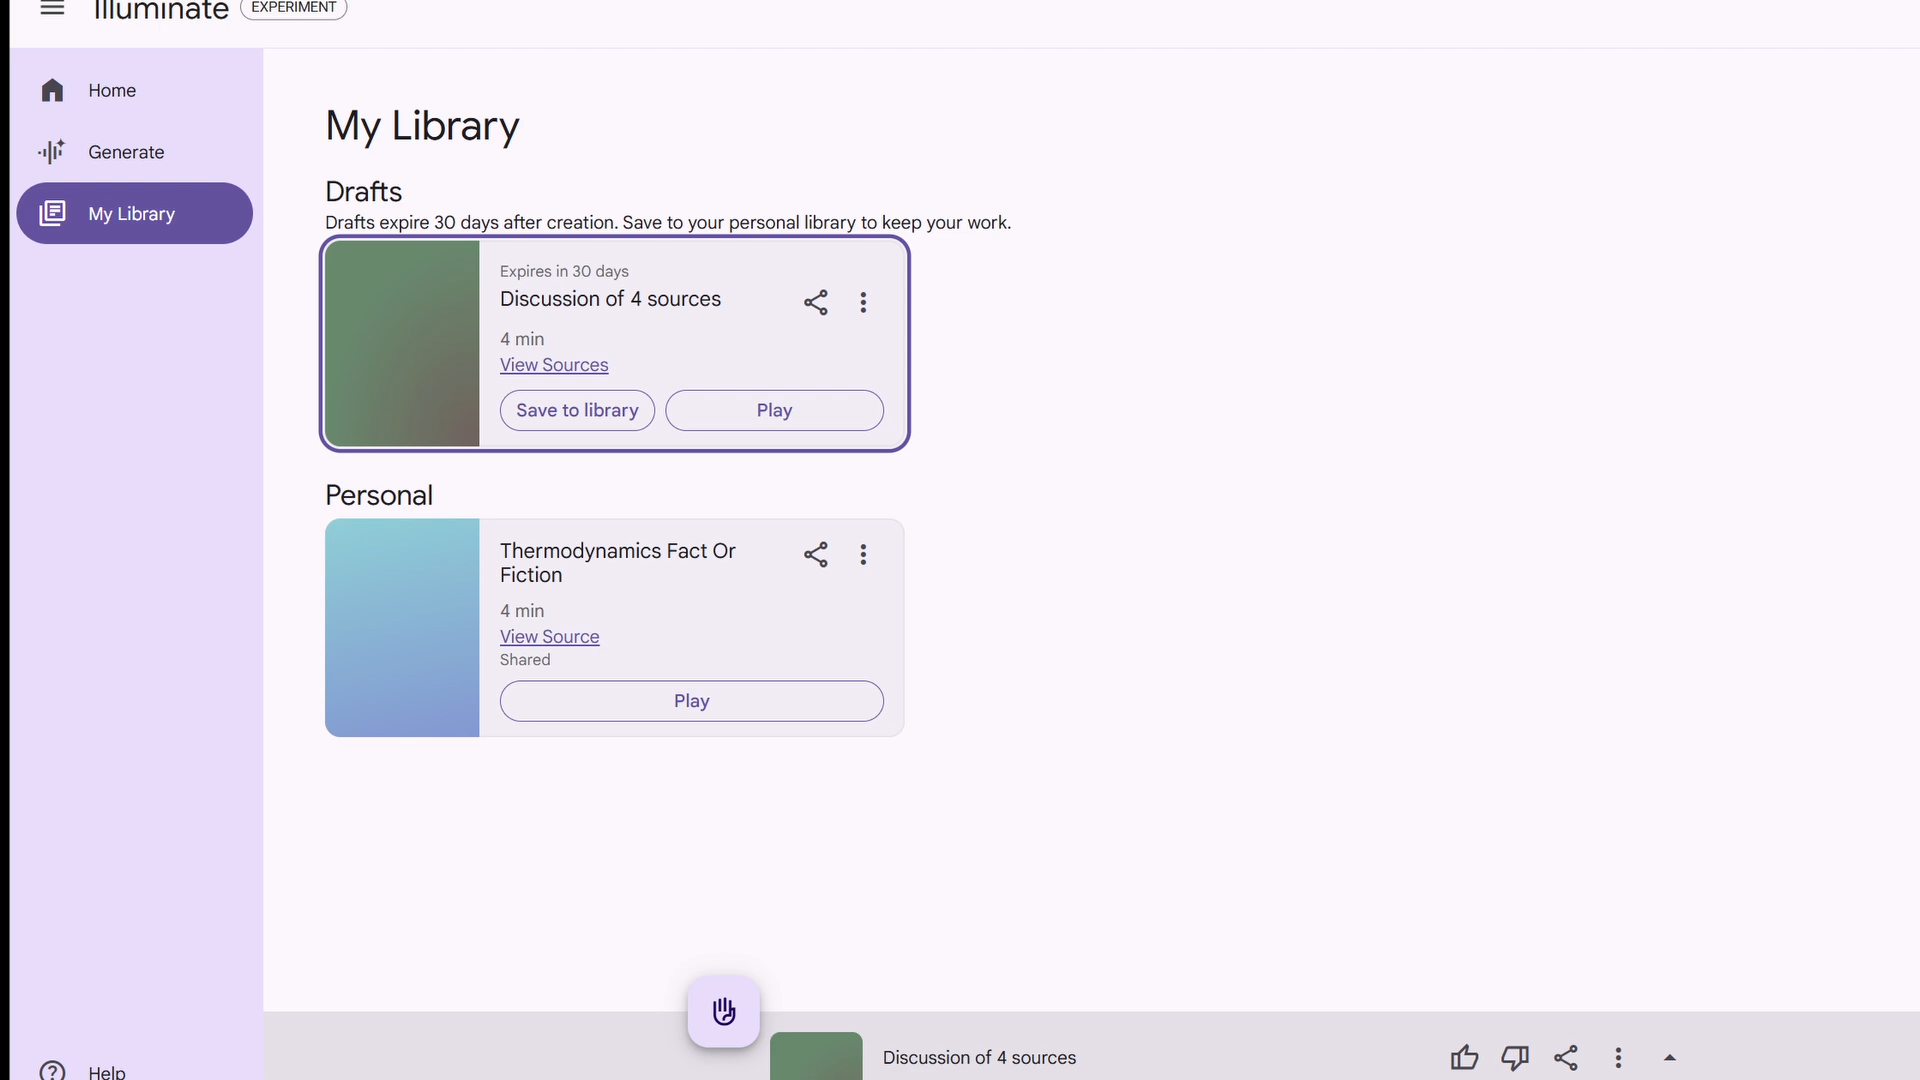 Illuminate
EXPERIMENT
Home
Generate
My Library
My Library
Drafts
Drafts expire 30 days after creation. Save to your personal library to keep your work.
Expires in 30 days
Discussion of 4 sources
4 min
View Sources
Save to library
Play
Personal
Thermodynamics Fact Or
Fiction
4 min
View Source
Shared
Play
Help
Discussion of 4 sources